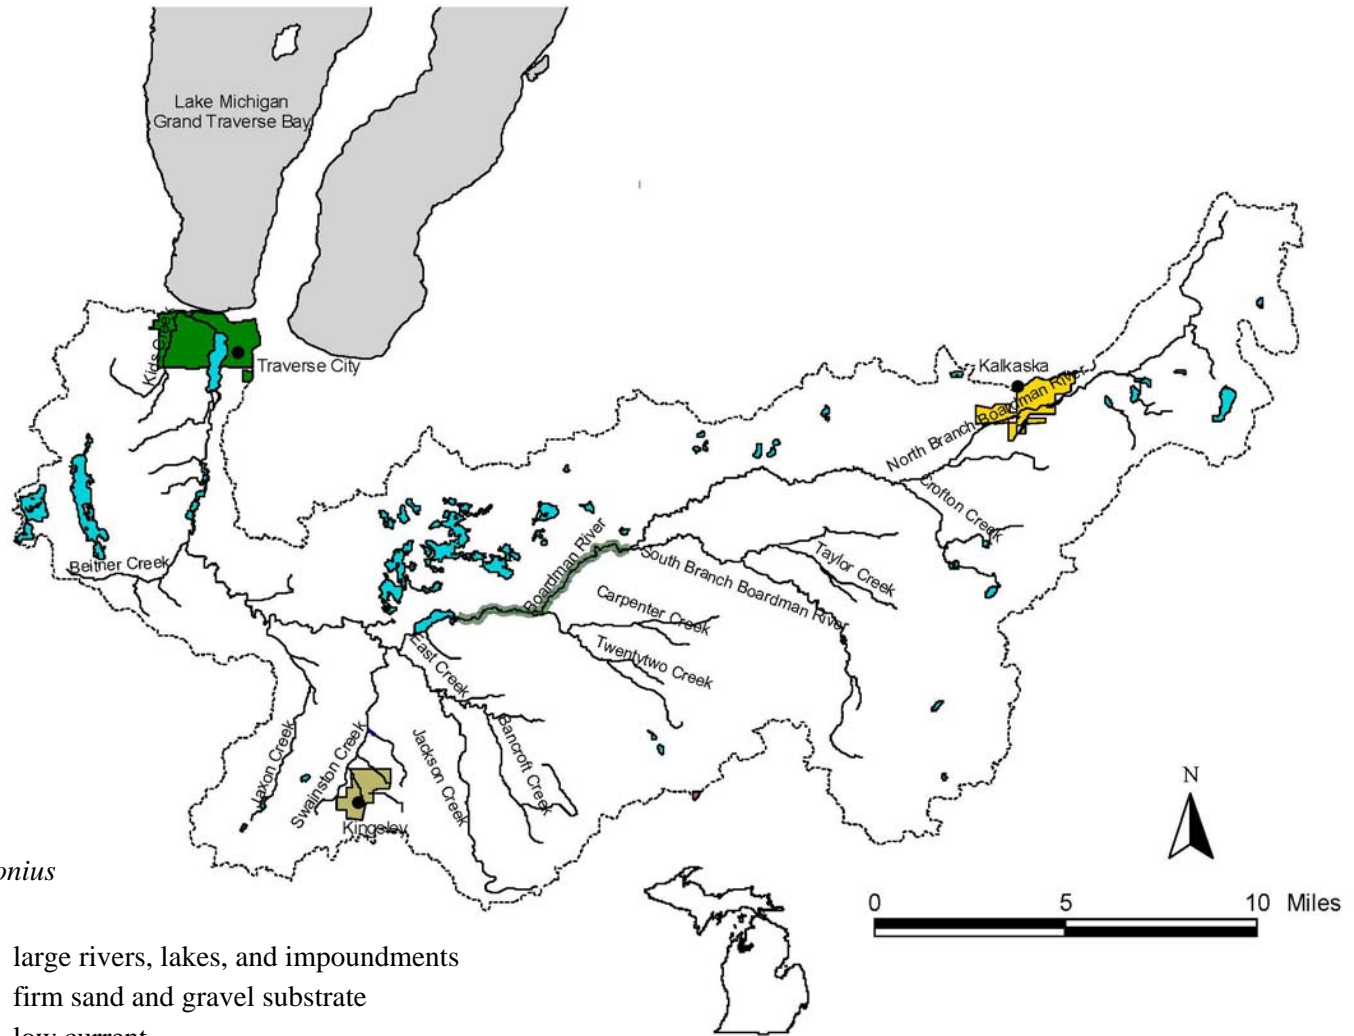 Lake Michigan
Grand Traverse Bay
Traverse City
Kalkaska
North Branch Boardman River
Crofton Creek
Taylor Creek
South Branch Boardman River
Boardman River
Carpenter Creek
Twentytwo Creek
Beitner Creek
East Creek
Bancroft Creek
Jackson Creek
Swainston Creek
Jaxon Creek
Kingsley
N
0 5 10 Miles
onius
large rivers, lakes, and impoundments
firm sand and gravel substrate
low current